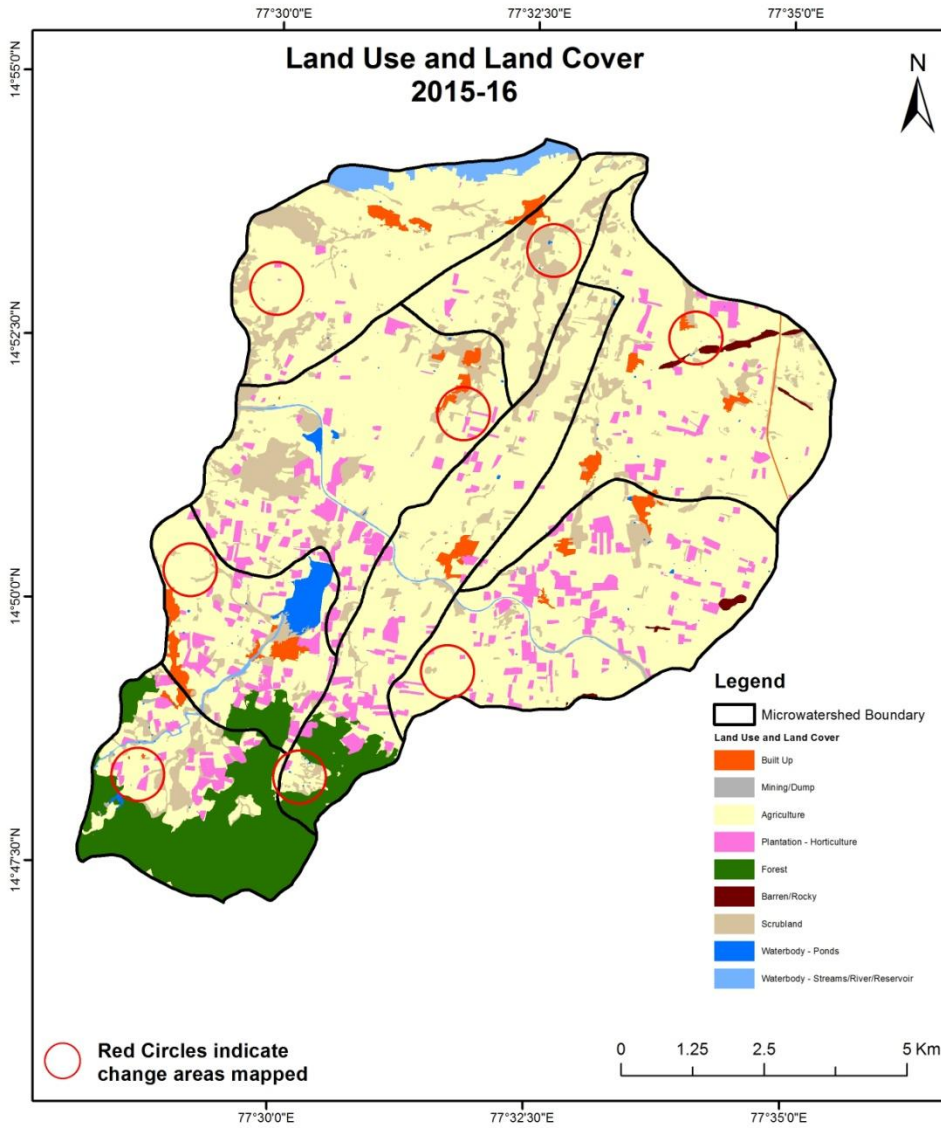 77°30'0"E
77°32'30"E
77°35'0"E
Land Use and Land Cover
2015-16
N
14°55'0"N
14°52'30"N
14°50'0"N
14°47'30"N
Legend
Microwatershed Boundary
Land Use and Land Cover
Built Up
Mining/Dump
Agriculture
Plantation - Horticulture
Forest
Barren/Rocky
Scrubland
Waterbody - Ponds
Waterbody - Streams/River/Reservoir
Red Circles indicate
change areas mapped
0 1.25 2.5 5 Km
77°30'0"E
77°32'30"E
77°35'0"E